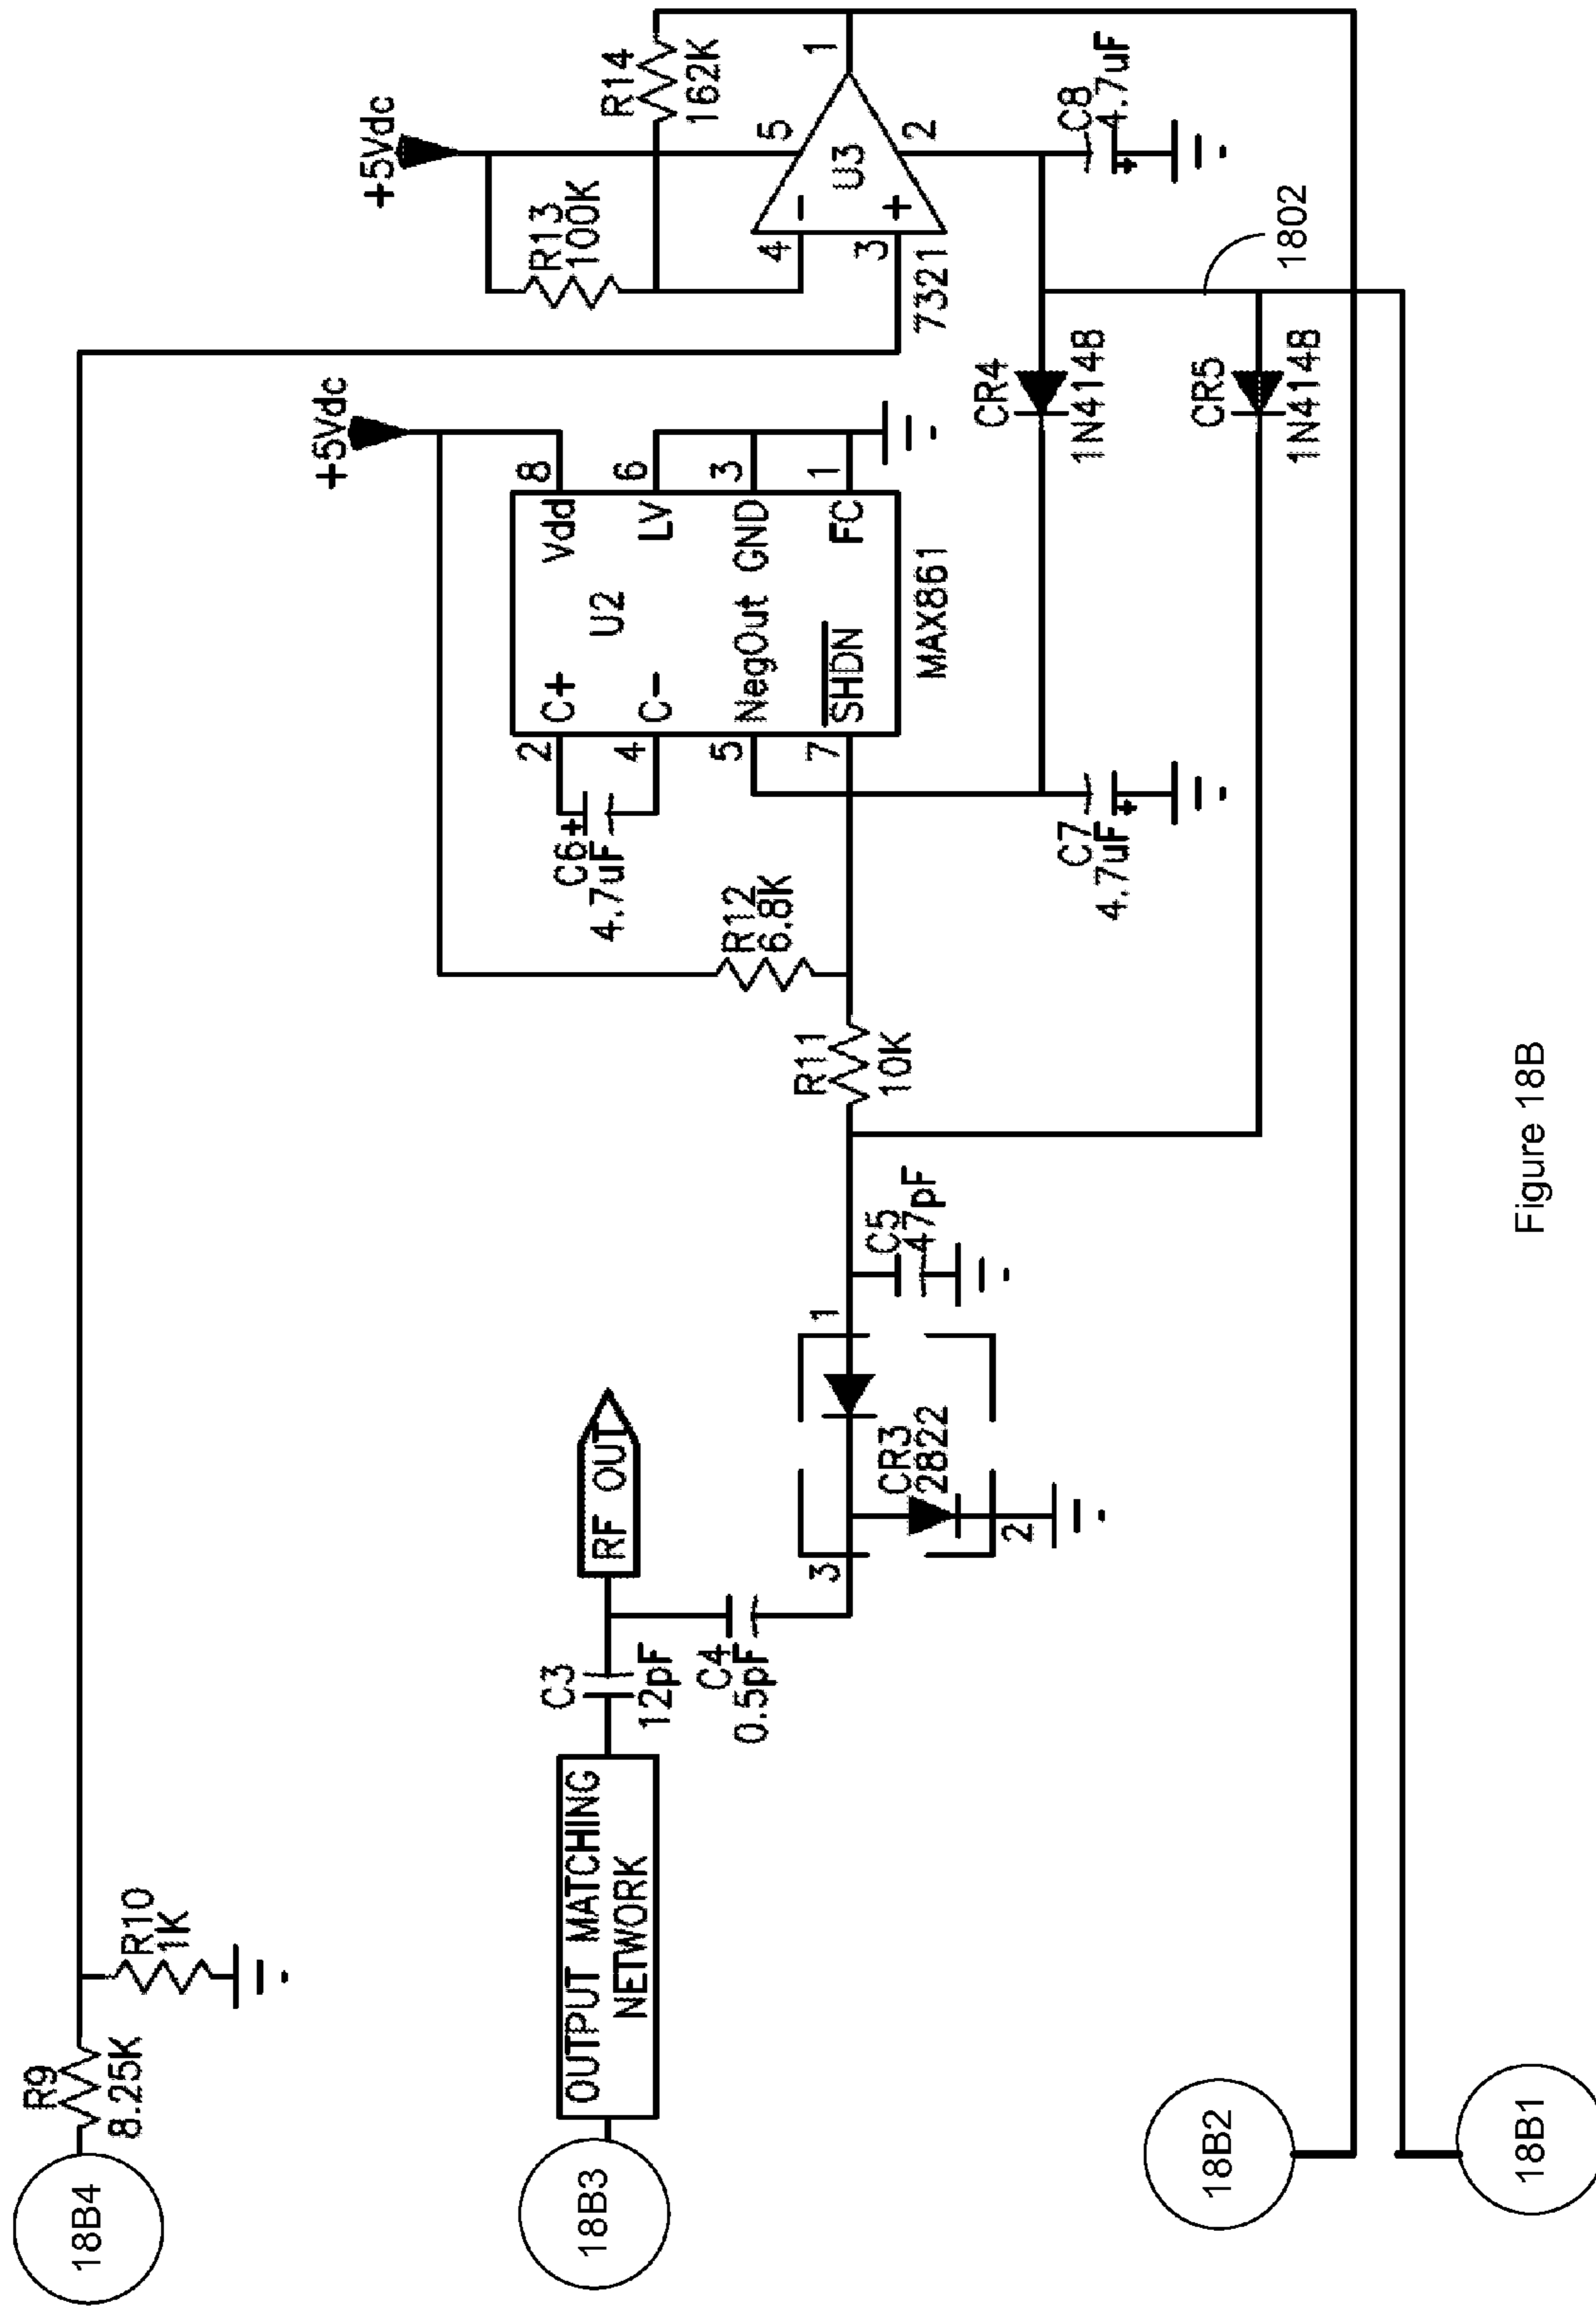 18B4
R9
8.25K
R10
1K
18B3
OUTPUT MATCHING
NETWORK
C3
12pF
RF OUT
C4
0.5pF
3
CR3
2822
2
1
C5
47pF
R11
10K
R12
6.8K
C6
4.7uF
+
2
4
5
7
C+
C-
NegOut
SHDN
U2
Vdd
LV
GND
FC
8
6
3
1
MAX861
+5Vdc
C7
4.7uF
+
CR4
1N4148
CR5
1N4148
+5Vdc
R13
100K
R14
162K
4
3
-
+
U3
5
2
1
7321
C8
4.7uF
+
1802
18B2
18B1
Figure 18B